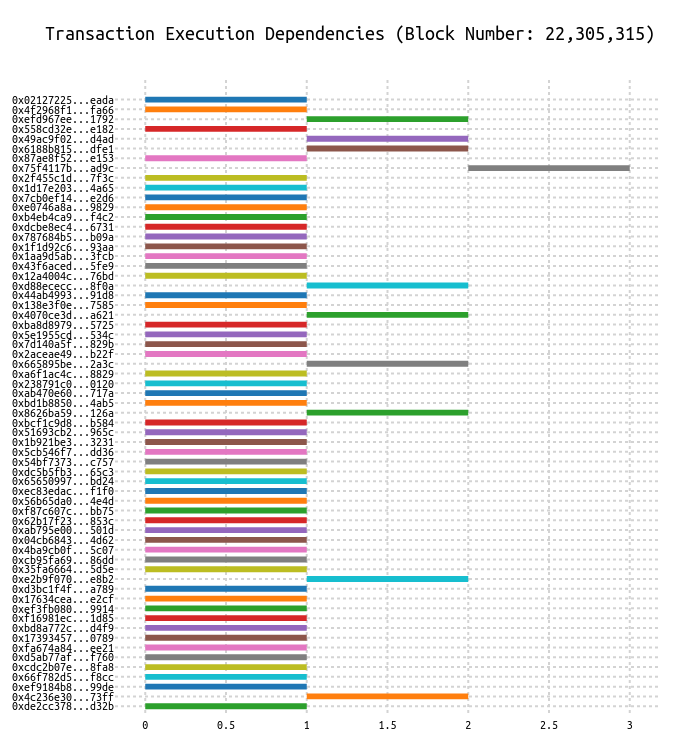 Transaction Execution Dependencies (Block Number: 22,305,315)
0x02127225...eada
0x4f2968f1...fa66
0xefd967ee...1792
0x558cd32e...e182
0x49ac9f02...d4ad
0x6188b815...dfe1
0x87ae8f52...e153
0x75f4117b...ad9c
0x2f455c1d...7f3c
0x1d17e203...4a65
0x7cb0ef14...e2d6
0xe0746a8a...9829
0xb4eb4ca9...f4c2
0xdcbe8ec4...6731
0x787684b5...b09a
0x1f1d92c6...93aa
0x1aa9d5ab...3fcb
0x43f6aced...5fe9
0x12a4004c...76bd
0xd88ececc...8f0a
0x44ab4993...91d8
0x138e3f0e...7585
0x4070ce3d...a621
0xba8d8979...5725
0x5e1955cd...534c
0x7d140a5f...829b
0x2aceae49...b22f
0x665895be...2a3c
0xa6f1ac4c...8829
0x238791c0...0120
0xab470e60...717a
0xbd1b8850...4ab5
0x8626ba59...126a
0xbcf1c9d8...b584
0x51693cb2...965c
0x1b921be3...3231
0x5cb546f7...dd36
0x54bf7373...c757
0xdc5b5fb3...65c3
0x65650997...bd24
0xec83edac...f1f0
0x56b65da0...4e4d
0xf87c607c...bb75
0x62b17f23...853c
0xab795e00...501d
0x04cb6843...4d62
0x4ba9cb0f...5c07
0xcb95fa69...86dd
0x35fa6664...5d5e
0xe2b9f070...e8b2
0xd3bc1f4f...a789
0x17634cea...e2cf
0xef3fb080...9914
0xf16981ec...1d85
0xbd8a772c...d4f9
0x17393457...0789
0xfa674a84...ee21
0xd5ab77af...f760
0xcdc2b07e...8fa8
0x66f782d5...f8cc
0xef9184b8...99de
0x4c236e30...73ff
0xde2cc378...d32b
0 0.5 1 1.5 2 2.5 3